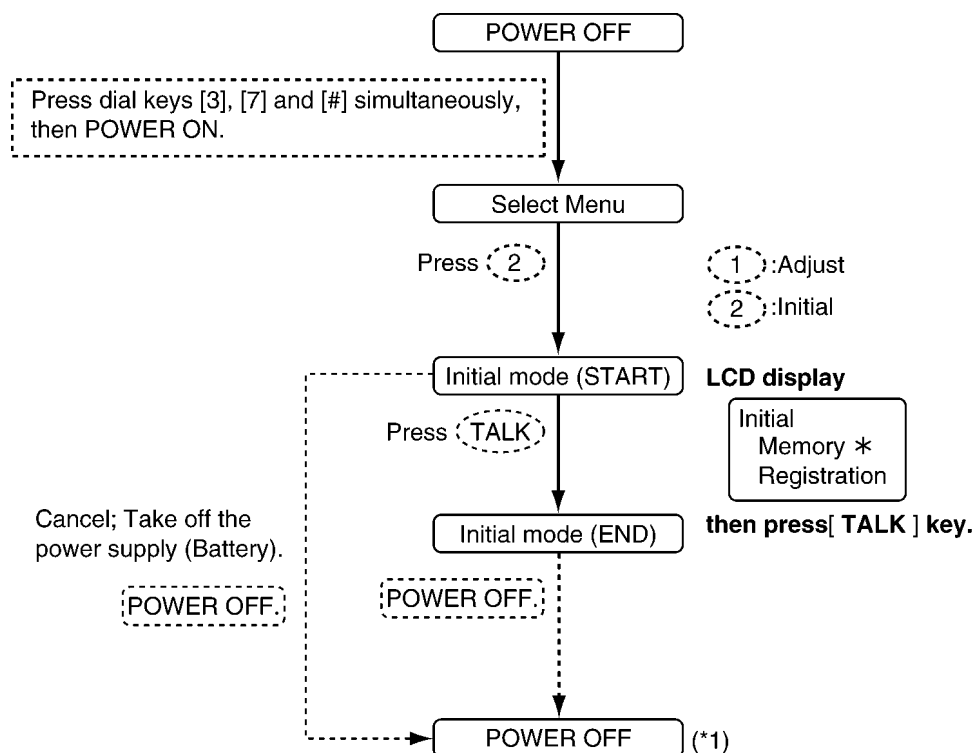 POWER OFF
Press dial keys [3], [7] and [#] simultaneously,
then POWER ON.
Select Menu
Press 2
1 :Adjust
2 :Initial
Initial mode (START)
LCD display
Press TALK
Initial
Memory *
Registration
Cancel; Take off the
power supply (Battery).
Initial mode (END)
then press[ TALK ] key.
POWER OFF.
POWER OFF.
POWER OFF (*1)